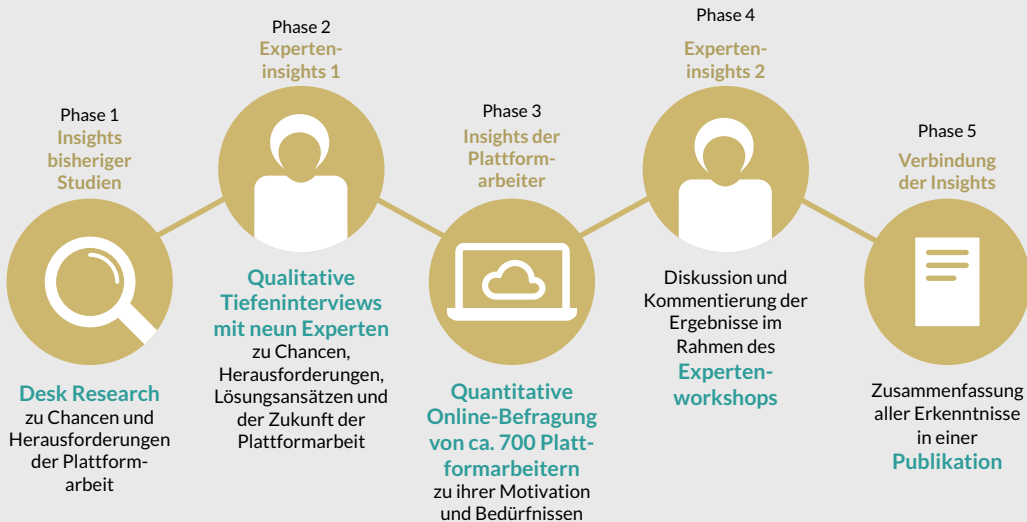 Phase 1
Insights
bisheriger
Studien
Desk Research
zu Chancen und
Herausforderungen
der Plattform-
arbeit
Phase 2
Experten-
insights 1
Qualitative
Tiefeninterviews
mit neun Experten
zu Chancen,
Herausforderungen,
Lösungsansätzen und
der Zukunft der
Plattformarbeit
Phase 3
Insights der
Plattform-
arbeiter
Quantitative
Online-Befragung
von ca. 700 Platt-
formarbeitern
zu ihrer Motivation
und Bedürfnissen
Phase 4
Experten-
insights 2
Diskussion und
Kommentierung der
Ergebnisse im
Rahmen des
Experten-
workshops
Phase 5
Verbindung
der Insights
Zusammenfassung
aller Erkenntnisse
in einer
Publikation